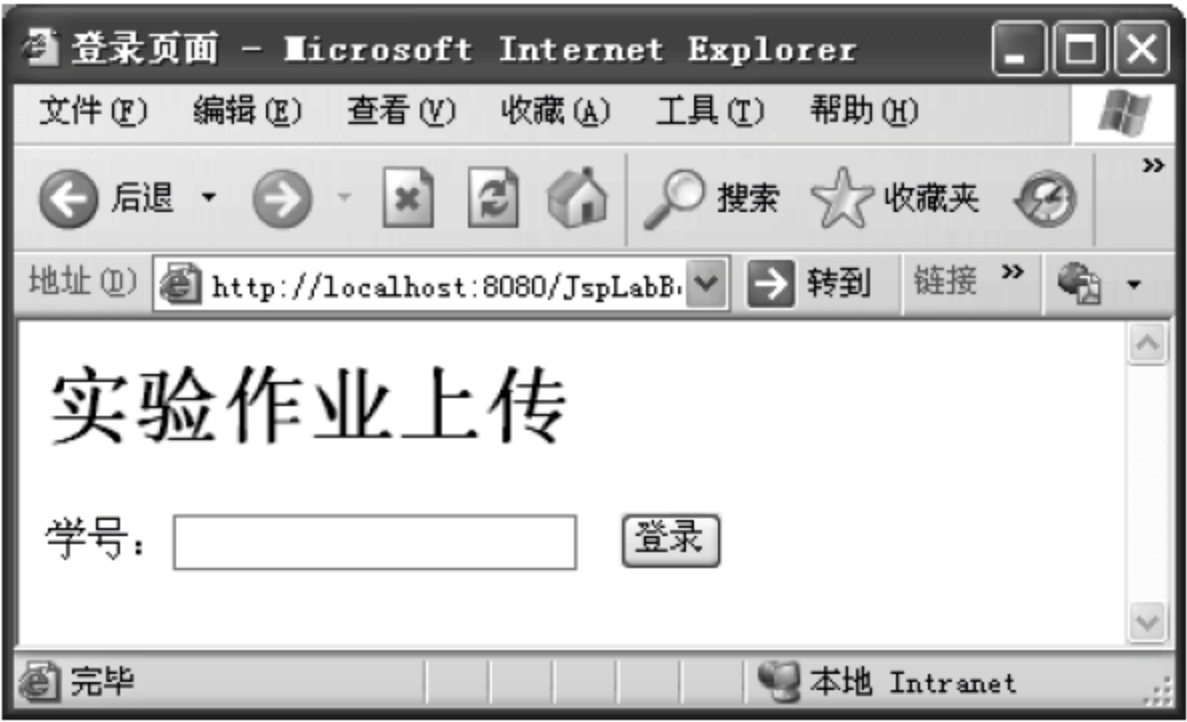 登录页面 - Microsoft Internet Explorer
文件(F) 编辑(E) 查看(V) 收藏(A) 工具(T) 帮助(H)
后退 搜索 收藏夹 »
地址(D) http://localhost:8080/JspLabB 转到 链接 »
实验作业上传
学号： 登录
完毕 本地 Intranet